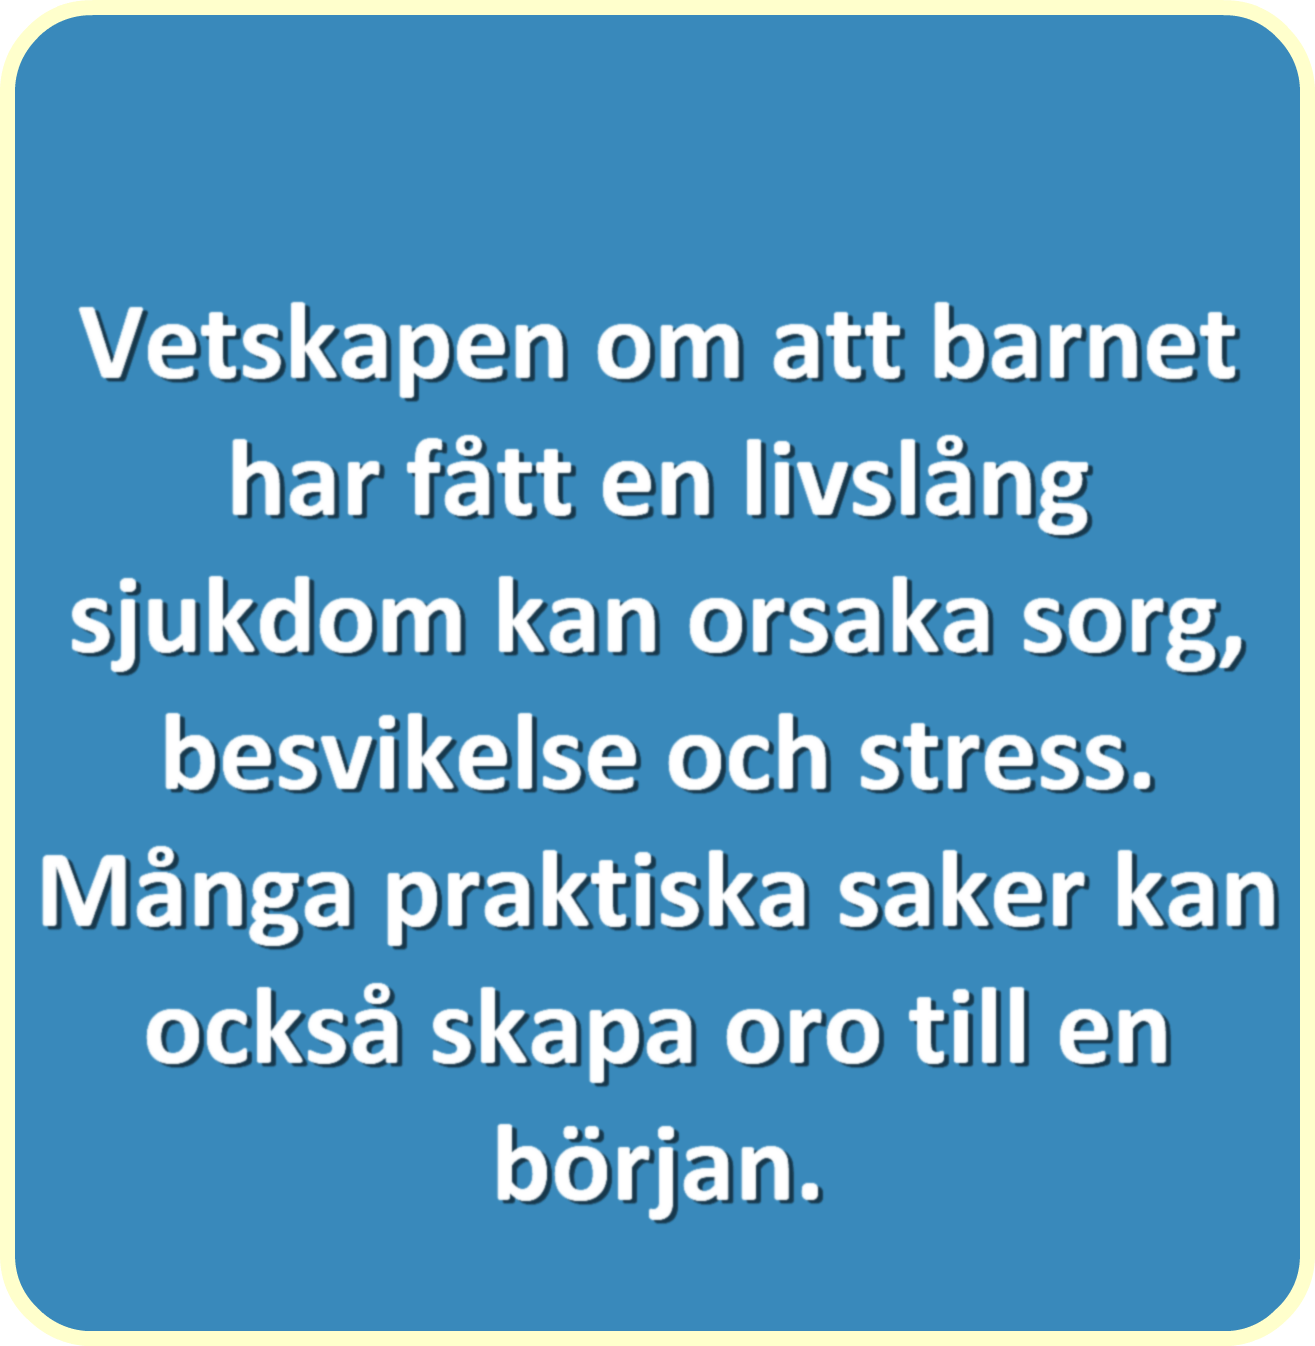 Vetskapen om att barnet
har fått en livslång
sjukdom kan orsaka sorg,
besvikelse och stress.
Många praktiska saker kan
också skapa oro till en
början.